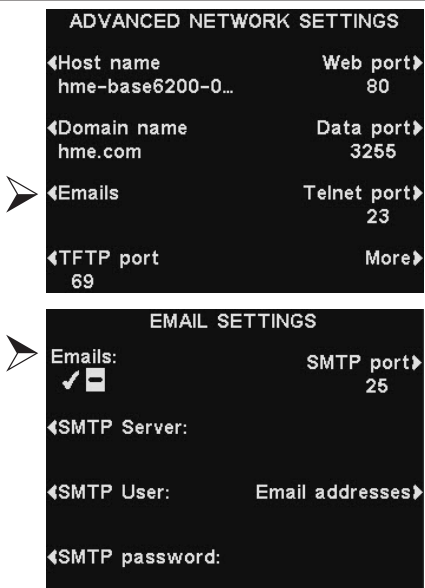 ADVANCED NETWORK SETTINGS
Host name Web port
hme-base6200-0… 80
Domain name Data port
hme.com 3255
Emails Telnet port
23
TFTP port More
69
EMAIL SETTINGS
Emails: SMTP port
✓ - 25
SMTP Server:
SMTP User: Email addresses
SMTP password: